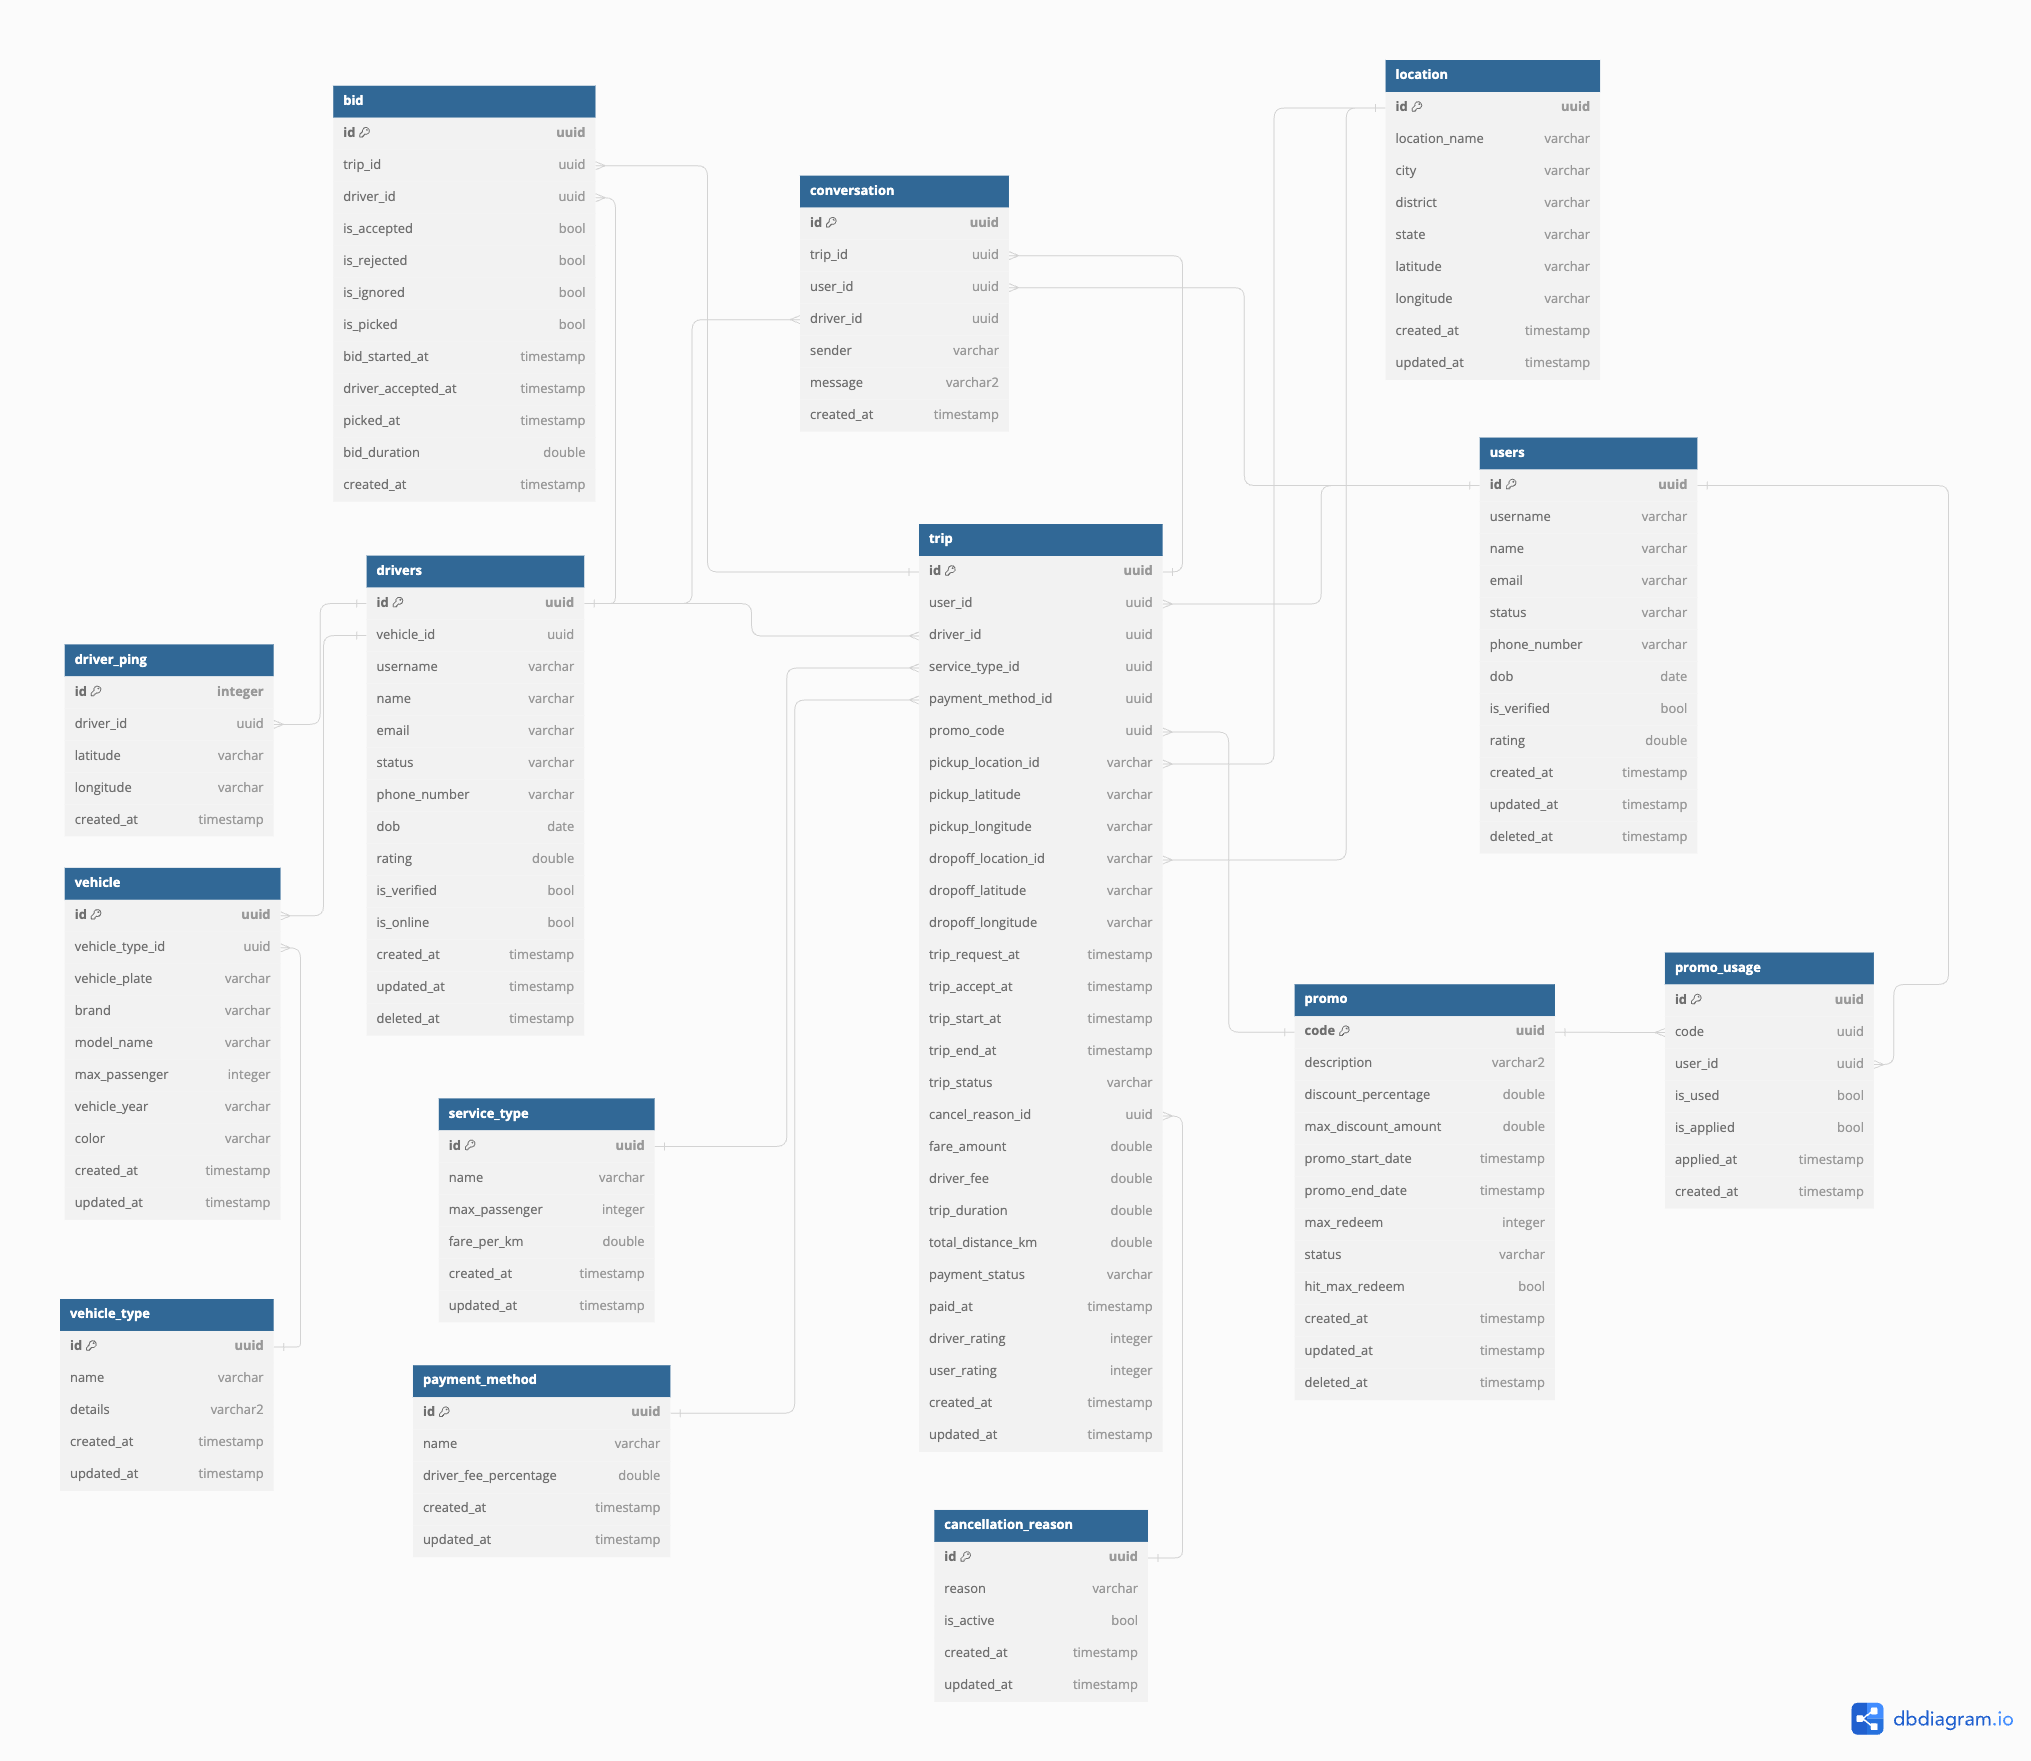 bid
id uuid
trip_id uuid
driver_id uuid
is_accepted bool
is_rejected bool
is_ignored bool
is_picked bool
bid_started_at timestamp
driver_accepted_at timestamp
picked_at timestamp
bid_duration double
created_at timestamp
conversation
id uuid
trip_id uuid
user_id uuid
driver_id uuid
sender varchar
message varchar2
created_at timestamp
location
id uuid
location_name varchar
city varchar
district varchar
state varchar
latitude varchar
longitude varchar
created_at timestamp
updated_at timestamp
users
id uuid
username varchar
name varchar
email varchar
status varchar
phone_number varchar
dob date
is_verified bool
rating double
created_at timestamp
updated_at timestamp
deleted_at timestamp
drivers
id uuid
vehicle_id uuid
username varchar
name varchar
email varchar
status varchar
phone_number varchar
dob date
rating double
is_verified bool
is_online bool
created_at timestamp
updated_at timestamp
deleted_at timestamp
driver_ping
id integer
driver_id uuid
latitude varchar
longitude varchar
created_at timestamp
vehicle
id uuid
vehicle_type_id uuid
vehicle_plate varchar
brand varchar
model_name varchar
max_passenger integer
vehicle_year varchar
color varchar
created_at timestamp
updated_at timestamp
vehicle_type
id uuid
name varchar
details varchar2
created_at timestamp
updated_at timestamp
service_type
id uuid
name varchar
max_passenger integer
fare_per_km double
created_at timestamp
updated_at timestamp
payment_method
id uuid
name varchar
driver_fee_percentage double
created_at timestamp
updated_at timestamp
trip
id uuid
user_id uuid
driver_id uuid
service_type_id uuid
payment_method_id uuid
promo_code uuid
pickup_location_id varchar
pickup_latitude varchar
pickup_longitude varchar
dropoff_location_id varchar
dropoff_latitude varchar
dropoff_longitude varchar
trip_request_at timestamp
trip_accept_at timestamp
trip_start_at timestamp
trip_end_at timestamp
trip_status varchar
cancel_reason_id uuid
fare_amount double
driver_fee double
trip_duration double
total_distance_km double
payment_status varchar
paid_at timestamp
driver_rating integer
user_rating integer
created_at timestamp
updated_at timestamp
promo
code uuid
description varchar2
discount_percentage double
max_discount_amount double
promo_start_date timestamp
promo_end_date timestamp
max_redeem integer
status varchar
hit_max_redeem bool
created_at timestamp
updated_at timestamp
deleted_at timestamp
promo_usage
id uuid
code uuid
user_id uuid
is_used bool
is_applied bool
applied_at timestamp
created_at timestamp
cancellation_reason
id uuid
reason varchar
is_active bool
created_at timestamp
updated_at timestamp
dbdiagram.io